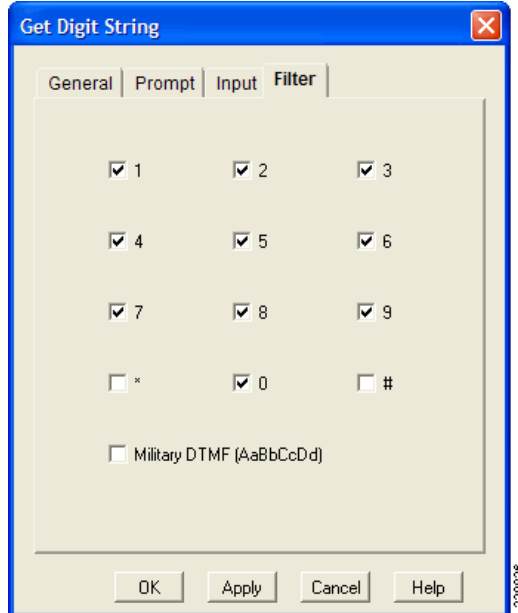 Get Digit String
General Prompt Input Filter
1 2 3
4 5 6
7 8 9
* 0 #
Military DTMF (AaBbCcDd)
OK Apply Cancel Help